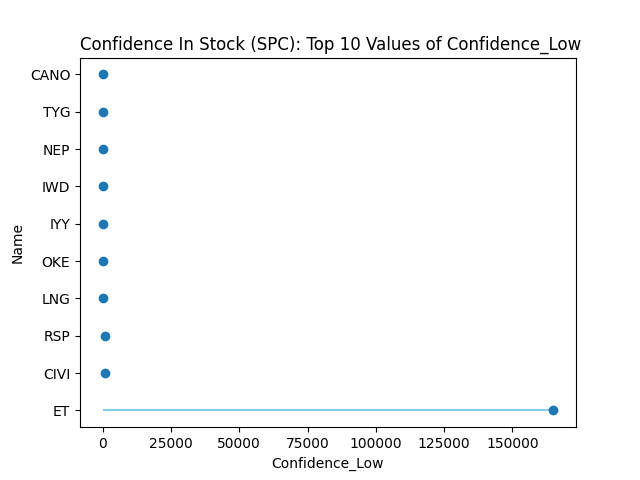 Confidence In Stock (SPC): Top 10 Values of Confidence_Low
CANO
TYG
NEP
IWD
IYY
OKE
LNG
RSP
CIVI
ET
Name
0 25000 50000 75000 100000 125000 150000
Confidence_Low